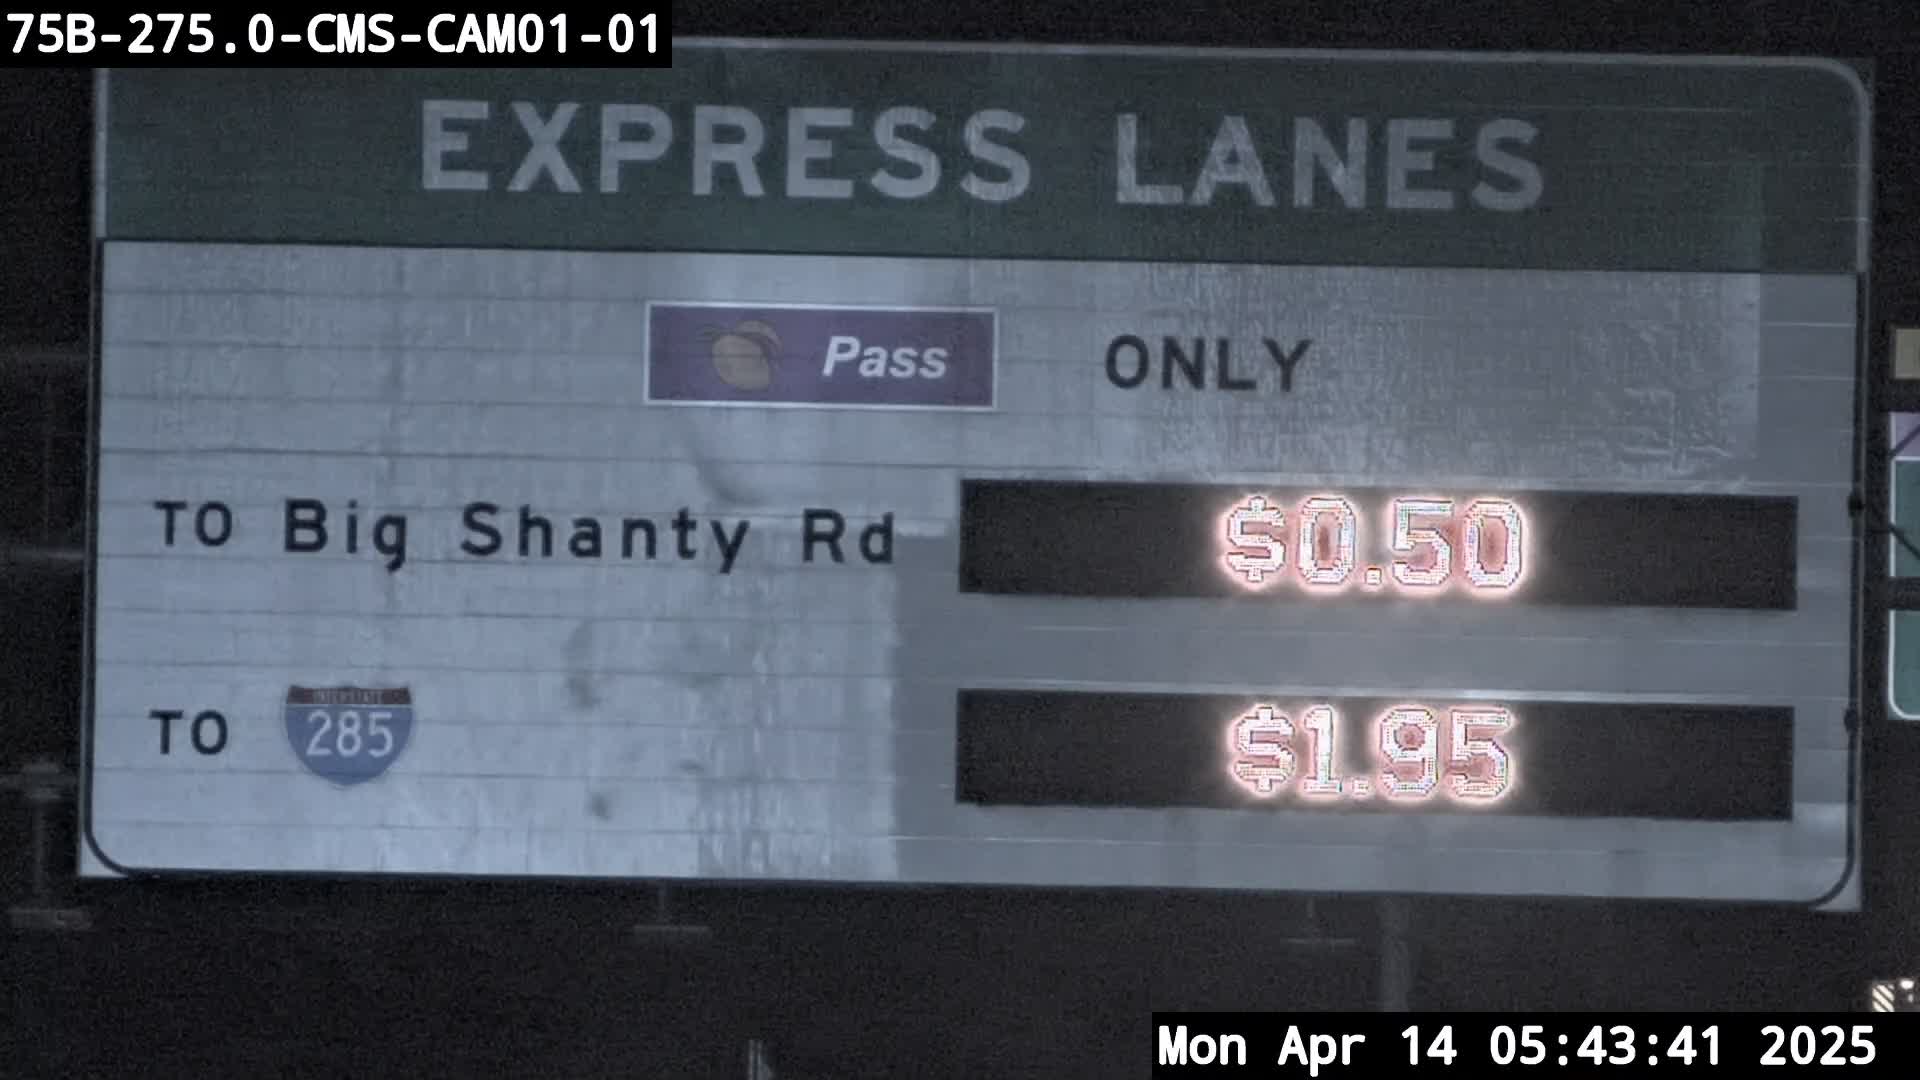 75B-275.0-CMS-CAM01-01
EXPRESS LANES
Pass ONLY
TO Big Shanty Rd $0.50
INTERSTATE
TO 285 $1.95
Mon Apr 14 05:43:41 2025